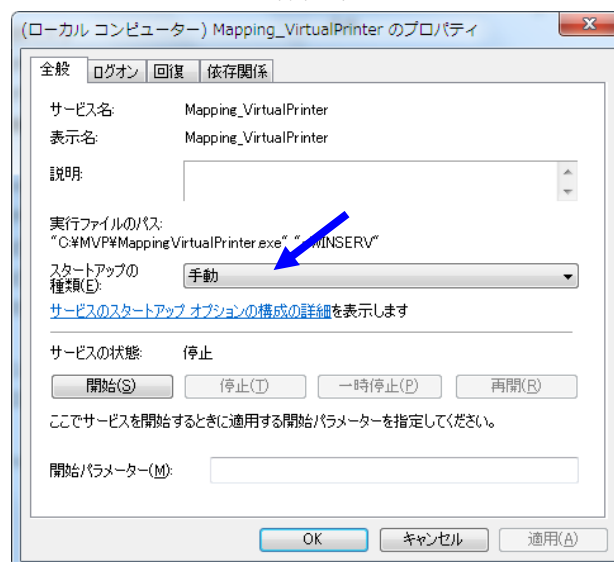 (ローカル コンピューター) Mapping_VirtualPrinter のプロパティ
全般 ログオン 回復 依存関係
サービス名: Mapping_VirtualPrinter
表示名: Mapping_VirtualPrinter
説明:
実行ファイルのパス:
"C:¥MVP¥MappingVirtualPrinter.exe" WINSERV"
スタートアップの
種類(E): 手動
サービスのスタートアップ オプションの構成の詳細を表示します
サービスの状態: 停止
開始(S) 停止(T) 一時停止(P) 再開(R)
ここでサービスを開始するときに適用する開始パラメーターを指定してください。
開始パラメーター(M):
OK キャンセル 適用(A)